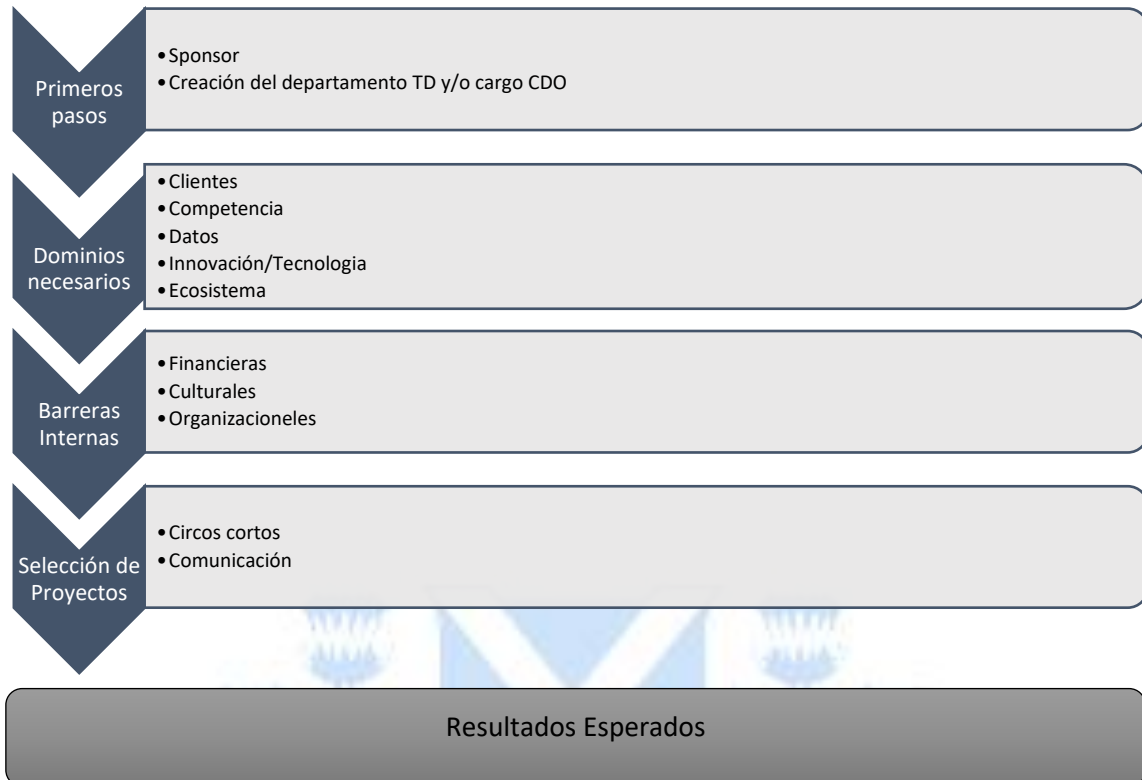 Primeros
pasos
•Sponsor
•Creación del departamento TD y/o cargo CDO
Dominios
necesarios
•Clientes
•Competencia
•Datos
•Innovación/Tecnologia
•Ecosistema
Barreras
Internas
•Financieras
•Culturales
•Organizacioneles
Selección de
Proyectos
•Circos cortos
•Comunicación
Resultados Esperados